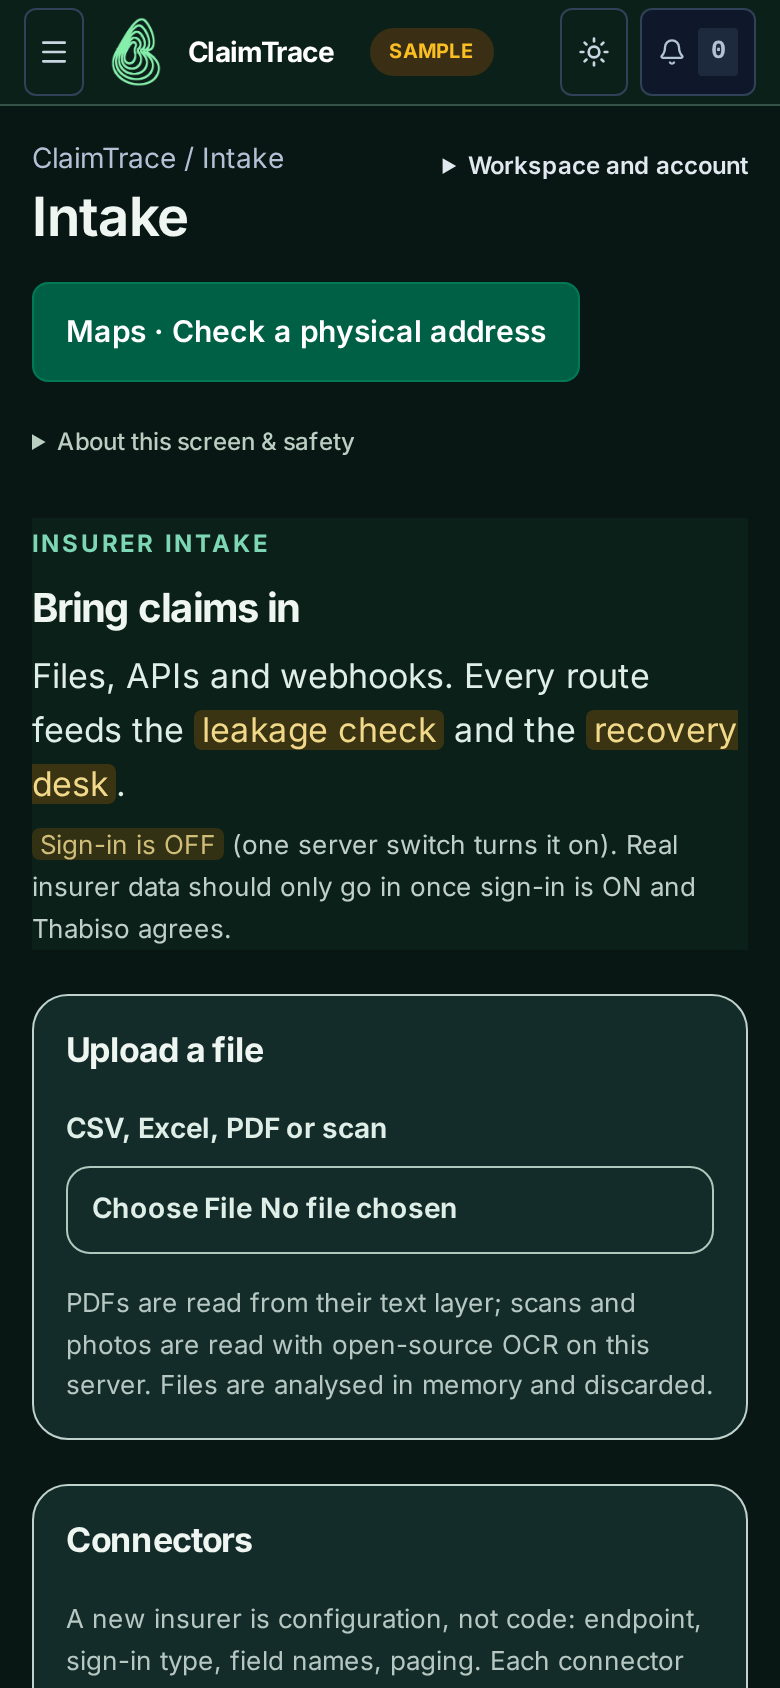 ClaimTrace
SAMPLE
0
ClaimTrace / Intake
▶ Workspace and account
Intake
Maps · Check a physical address
▶ About this screen & safety
INSURER INTAKE
Bring claims in
Files, APIs and webhooks. Every route
feeds the leakage check and the recovery
desk.
Sign-in is OFF (one server switch turns it on). Real
insurer data should only go in once sign-in is ON and
Thabiso agrees.
Upload a file
CSV, Excel, PDF or scan
Choose File No file chosen
PDFs are read from their text layer; scans and
photos are read with open-source OCR on this
server. Files are analysed in memory and discarded.
Connectors
A new insurer is configuration, not code: endpoint,
sign-in type, field names, paging. Each connector